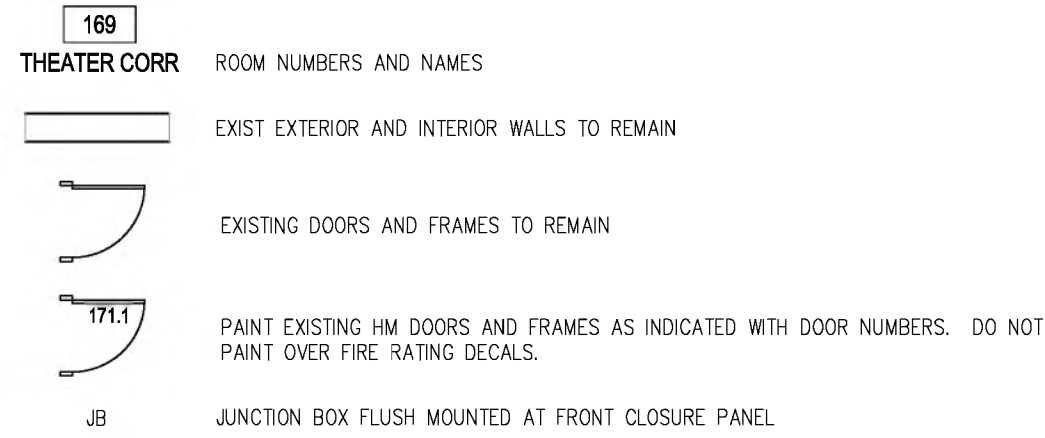 169
THEATER CORR ROOM NUMBERS AND NAMES
EXIST EXTERIOR AND INTERIOR WALLS TO REMAIN
EXISTING DOORS AND FRAMES TO REMAIN
171.1
PAINT EXISTING HM DOORS AND FRAMES AS INDICATED WITH DOOR NUMBERS. DO NOT
PAINT OVER FIRE RATING DECALS.
JB JUNCTION BOX FLUSH MOUNTED AT FRONT CLOSURE PANEL